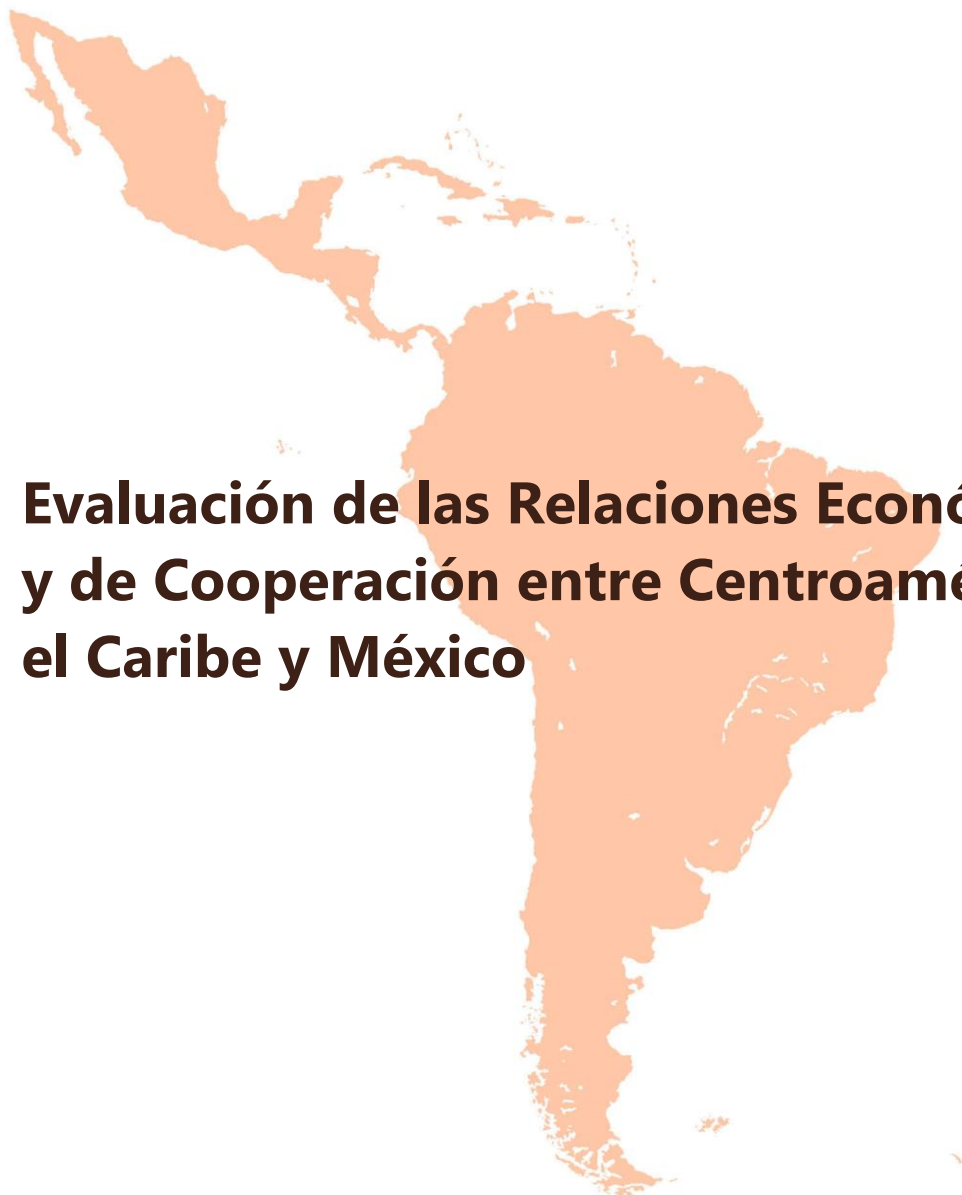 Evaluación de las Relaciones Econó
y de Cooperación entre Centroamé
el Caribe y México